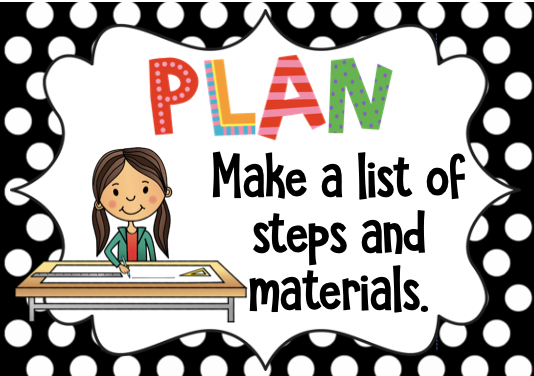 PLAN
Make a list of
steps and
materials.